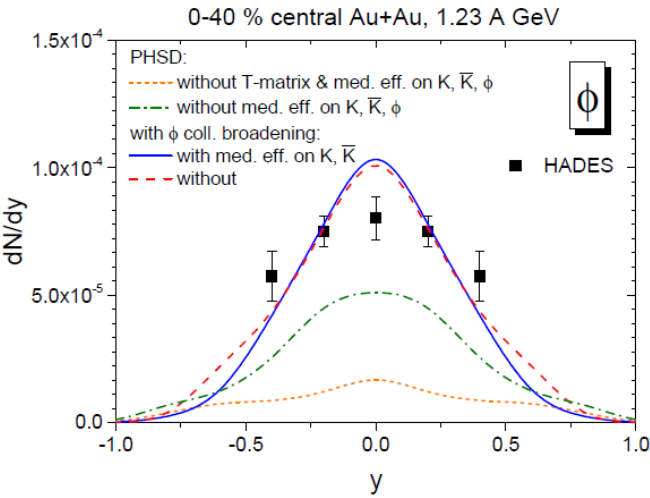 0-40 % central Au+Au, 1.23 A GeV
1.5x10⁻⁴
PHSD:
without T-matrix & med. eff. on K, K̅, ϕ
without med. eff. on K, K̅, ϕ
with ϕ coll. broadening:
with med. eff. on K, K̅
without
ϕ
HADES
1.0x10⁻⁴
5.0x10⁻⁵
0.0
dN/dy
-1.0 -0.5 0.0 0.5 1.0
y